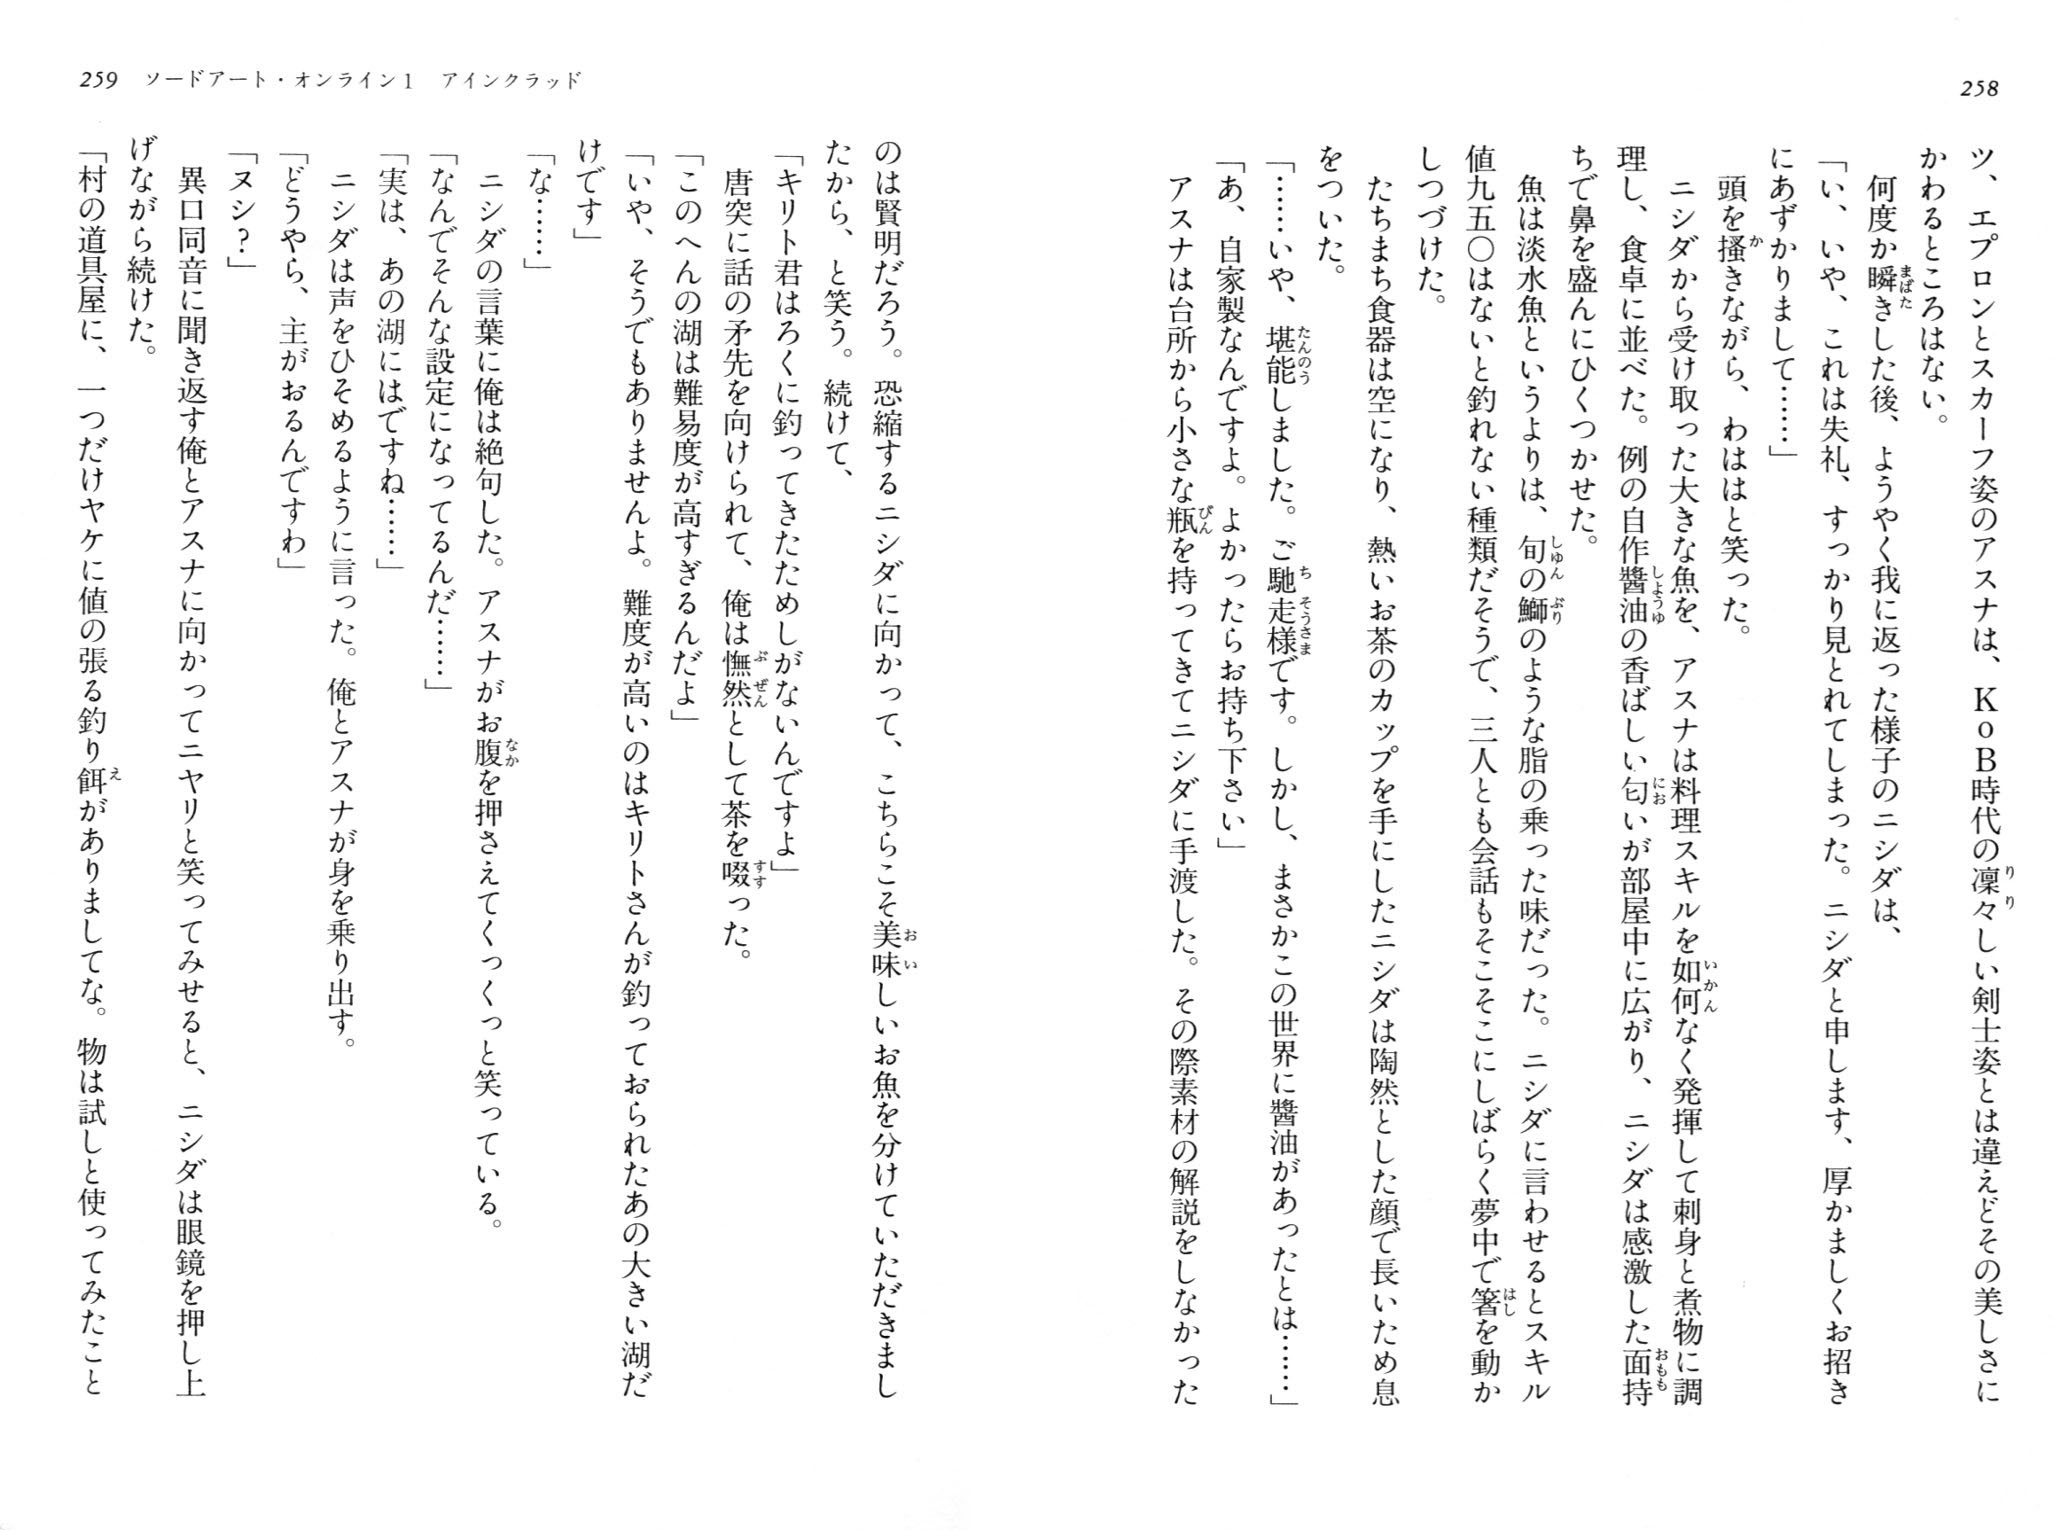 258
ツ、エプロンとスカーフ姿のアスナは、KoB時代の凜々しい剣士姿とは違えどその美しさに
かわるところはない。
何度か瞬きした後、ようやく我に返った様子のニシダは、
「い、いや、これは失礼、すっかり見とれてしまった。ニシダと申します、厚かましくお招き
にあずかりまして……」
頭を掻きながら、わははと笑った。
ニシダから受け取った大きな魚を、アスナは料理スキルを如何なく発揮して刺身と煮物に調
理し、食卓に並べた。例の自作醬油の香ばしい匂いが部屋中に広がり、ニシダは感激した面持
ちで鼻を盛んにひくつかせた。
魚は淡水魚というよりは、旬の鰤のような脂の乗った味だった。ニシダに言わせるとスキル
値九五〇はないと釣れない種類だそうで、三人とも会話もそこそこにしばらく夢中で箸を動か
しつづけた。
たちまち食器は空になり、熱いお茶のカップを手にしたニシダは陶然とした顔で長いため息
をついた。
「……いや、堪能しました。ご馳走様です。しかし、まさかこの世界に醬油があったとは……」
「あ、自家製なんですよ。よかったらお持ち下さい」
アスナは台所から小さな瓶を持ってきてニシダに手渡した。その際素材の解説をしなかった
259 ソードアート・オンライン1 アインクラッド
のは賢明だろう。恐縮するニシダに向かって、こちらこそ美味しいお魚を分けていただきまし
たから、と笑う。続けて、
「キリト君はろくに釣ってきたためしがないんですよ」
唐突に話の矛先を向けられて、俺は憮然として茶を啜った。
「このへんの湖は難易度が高すぎるんだよ」
「いや、そうでもありませんよ。難度が高いのはキリトさんが釣っておられたあの大きい湖だ
けです」
「な……」
ニシダの言葉に俺は絶句した。アスナがお腹を押さえてくっくっと笑っている。
「なんでそんな設定になってるんだ……」
「実は、あの湖にはですね……」
ニシダは声をひそめるように言った。俺とアスナが身を乗り出す。
「どうやら、主がおるんですわ」
「ヌシ?」
異口同音に聞き返す俺とアスナに向かってニヤリと笑ってみせると、ニシダは眼鏡を押し上
げながら続けた。
「村の道具屋に、一つだけヤケに値の張る釣り餌がありましてな。物は試しと使ってみたこと